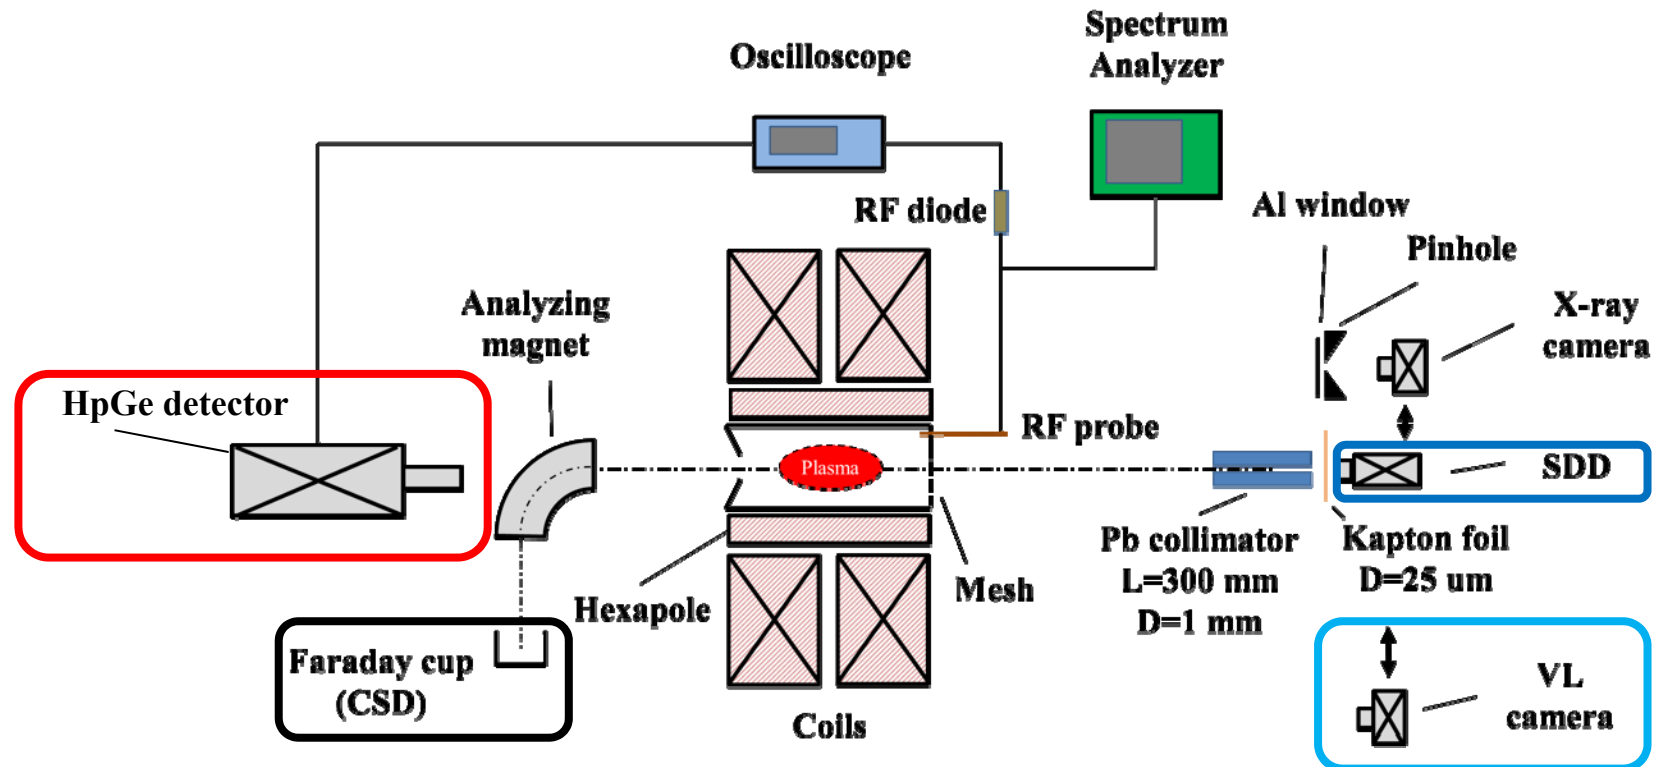 Spectrum
Analyzer
Oscilloscope
RF diode
Al window
Pinhole
Analyzing
magnet
X-ray
camera
HpGe detector
RF probe
Plasma
SDD
Pb collimator
L=300 mm
D=1 mm
Kapton foil
D=25 um
Mesh
Hexapole
Faraday cup
(CSD)
VL
camera
Coils